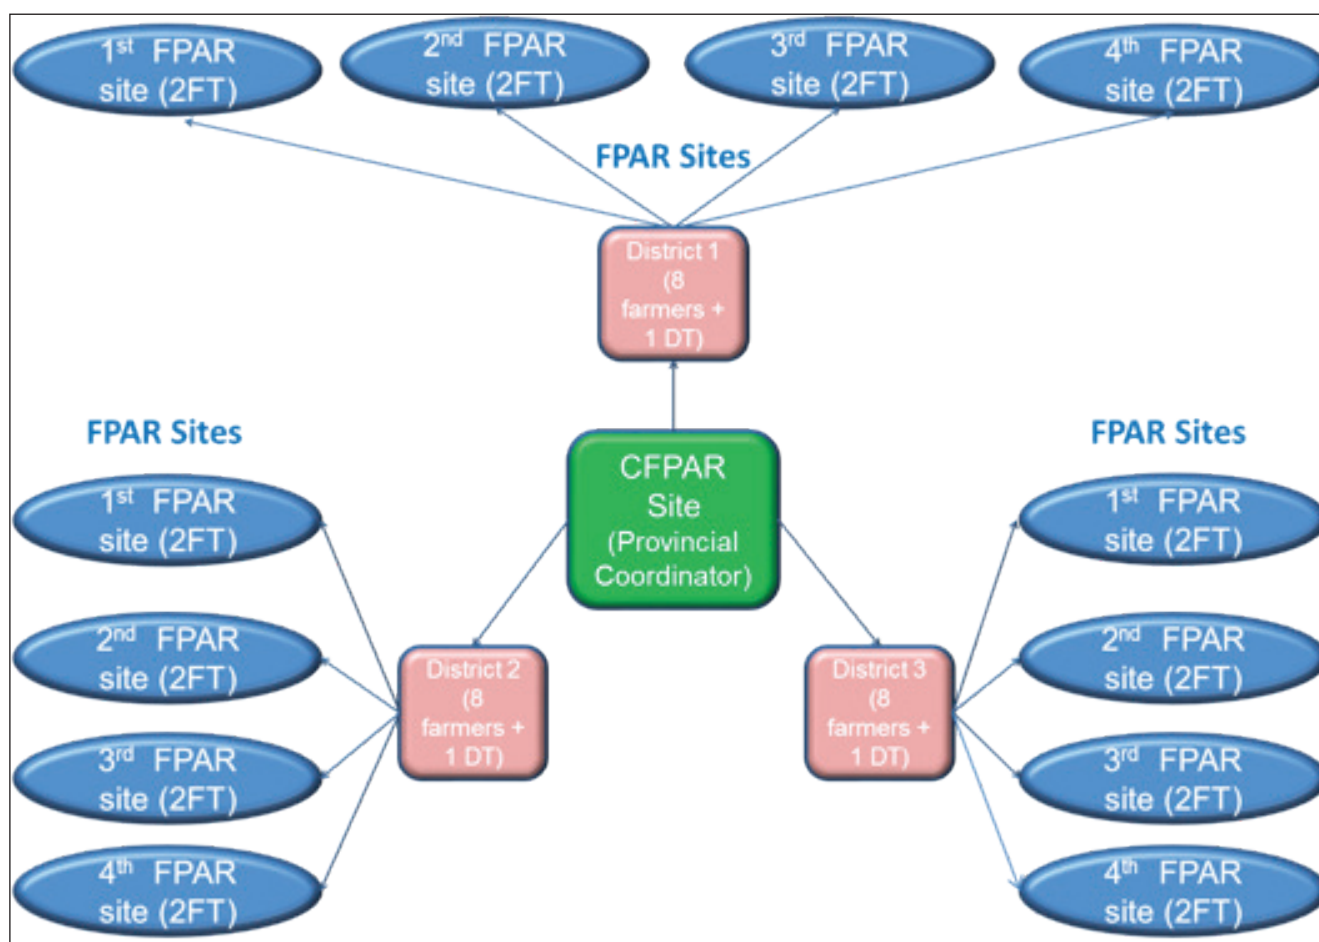 1st FPAR
site (2FT)
2nd FPAR
site (2FT)
3rd FPAR
site (2FT)
4th FPAR
site (2FT)
FPAR Sites
District 1
(8
farmers +
1 DT)
FPAR Sites
1st FPAR
site (2FT)
2nd FPAR
site (2FT)
3rd FPAR
site (2FT)
4th FPAR
site (2FT)
CFPAR
Site
(Provincial
Coordinator)
District 2
(8
farmers +
1 DT)
District 3
(8
farmers +
1 DT)
FPAR Sites
1st FPAR
site (2FT)
2nd FPAR
site (2FT)
3rd FPAR
site (2FT)
4th FPAR
site (2FT)